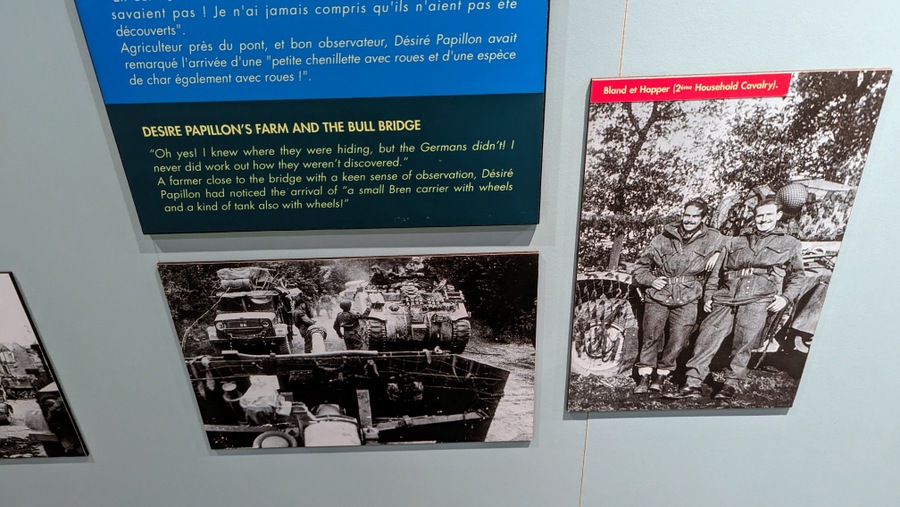 savaient pas ! Je n'ai jamais compris qu'ils n'aient pas été
découverts".
Agriculteur près du pont, et bon observateur, Désiré Papillon avait
remarqué l'arrivée d'une "petite chenillette avec roues et d'une espèce
de char également avec roues !".
DESIRE PAPILLON'S FARM AND THE BULL BRIDGE
"Oh yes! I knew where they were hiding, but the Germans didn't! I
never did work out how they weren't discovered."
A farmer close to the bridge with a keen sense of observation, Désiré
Papillon had noticed the arrival of "a small Bren carrier with wheels
and a kind of tank also with wheels!"
Bland et Hopper (2ème Household Cavalry).